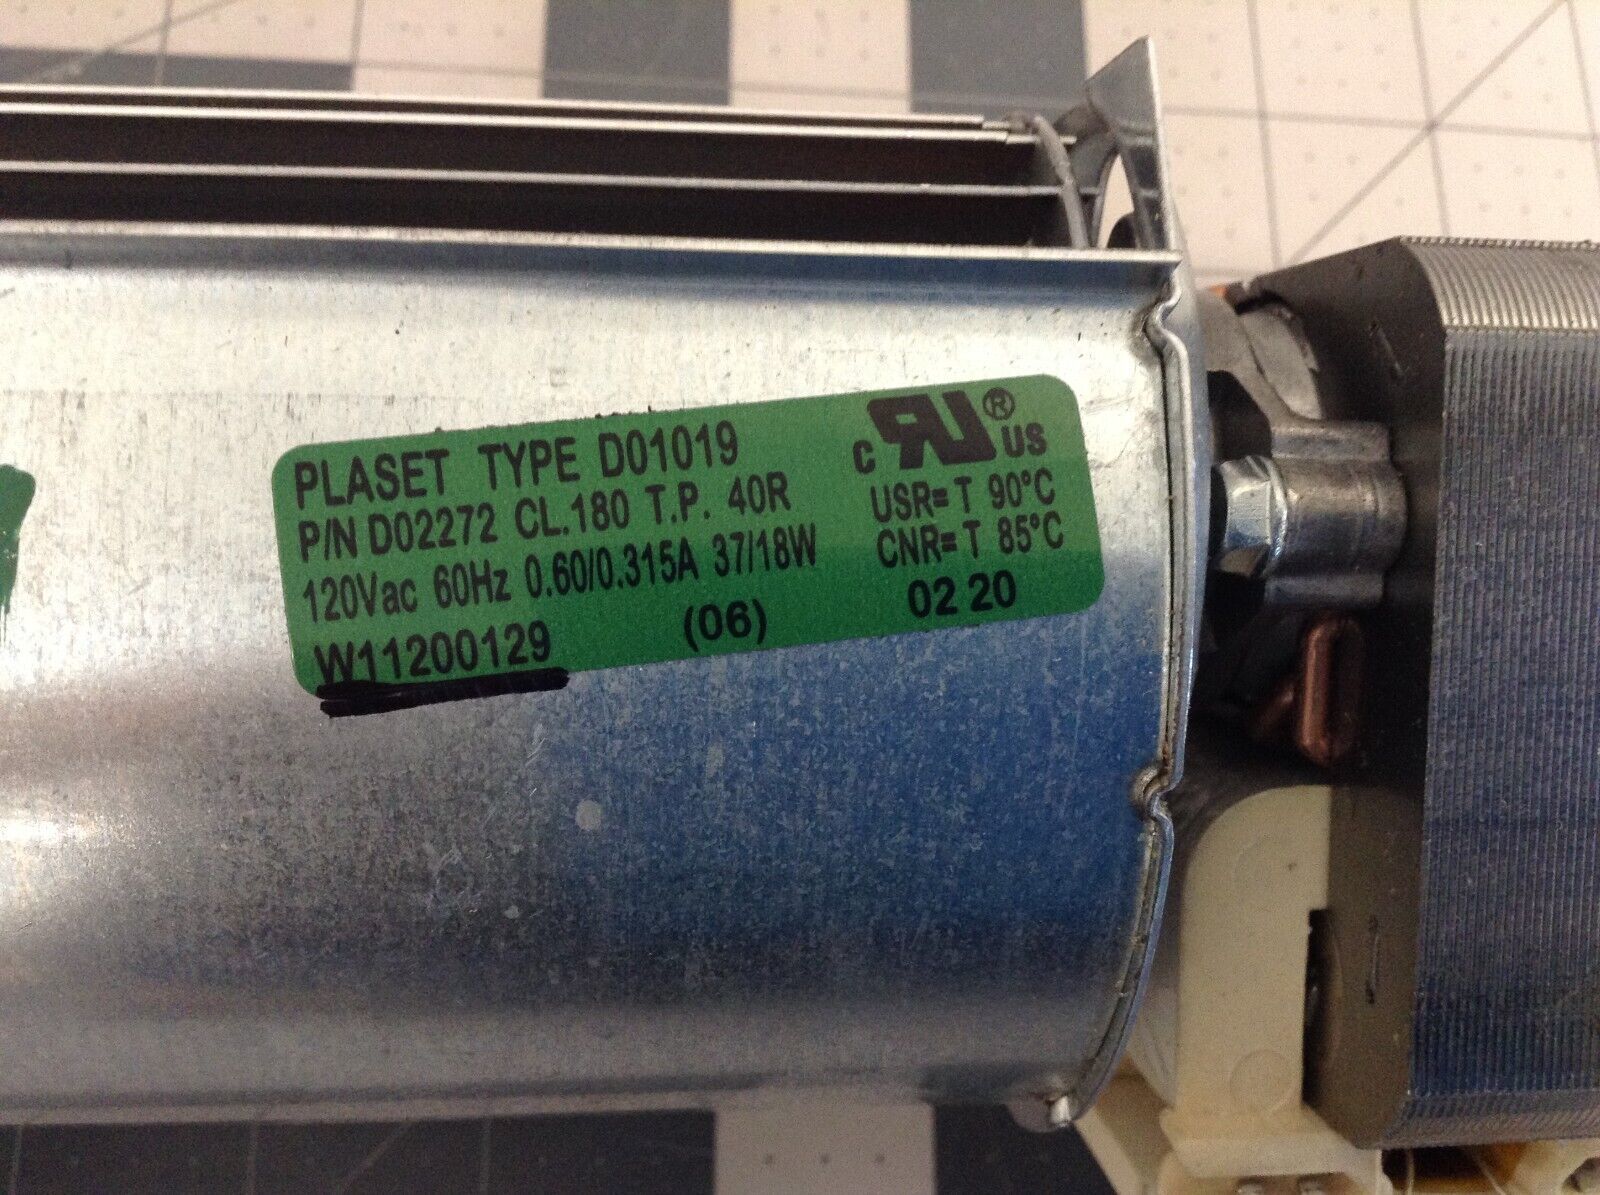 PLASET TYPE D01019
P/N D02272 CL.180 T.P. 40R
120Vac 60Hz 0.60/0.315A 37/18W
W11200129 (06)
c RU ® US
USR= T 90°C
CNR= T 85°C
02 20